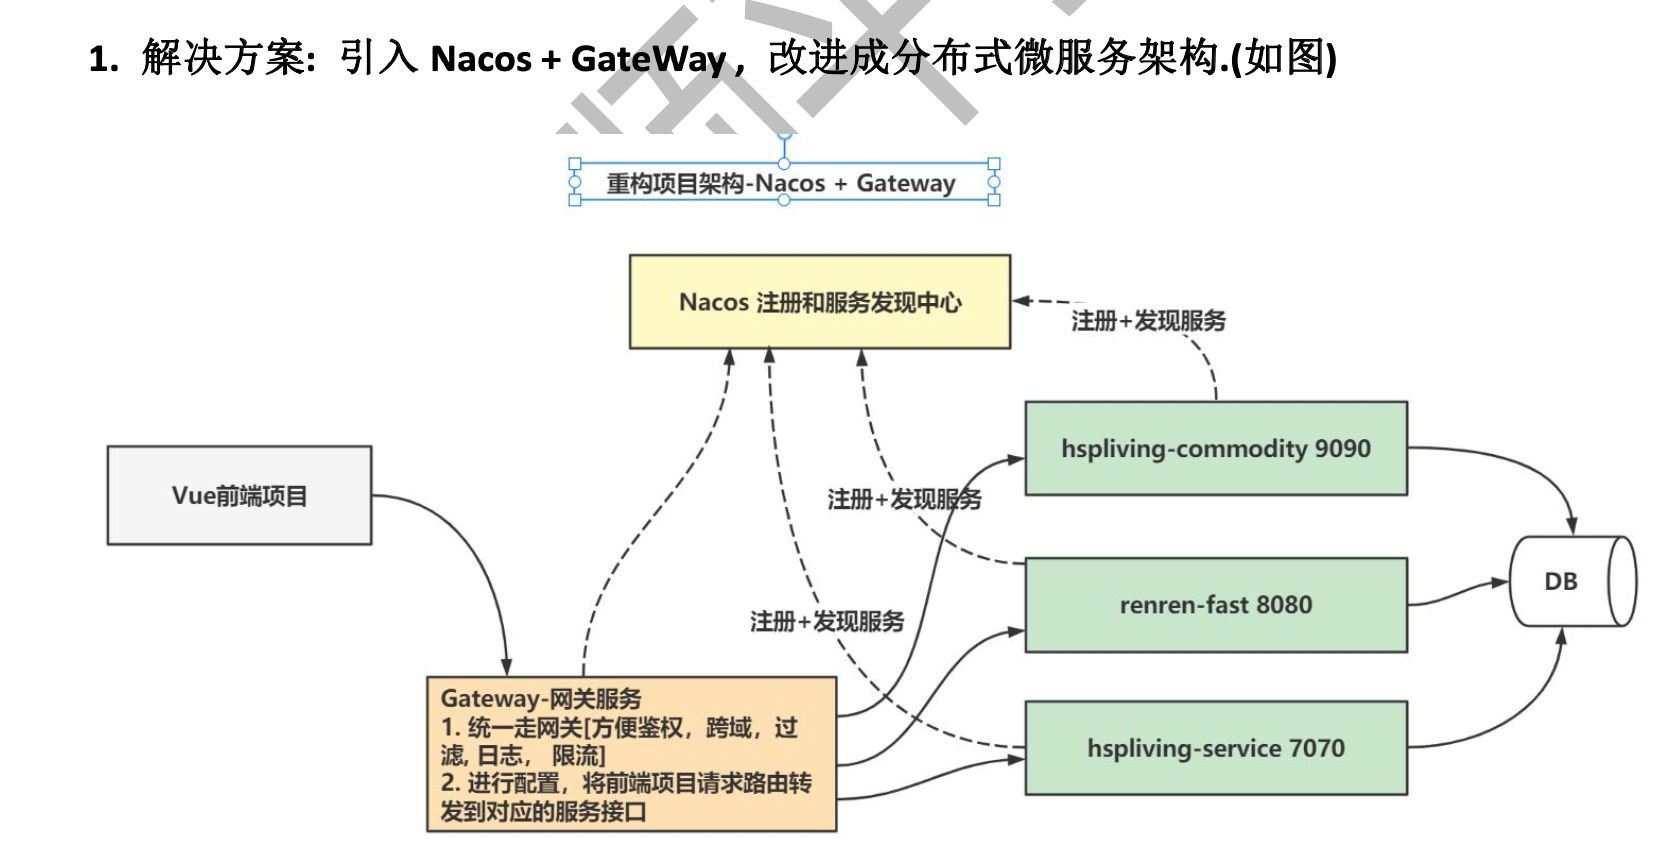 1. 解决方案: 引入 Nacos + GateWay，改进成分布式微服务架构.(如图)
重构项目架构-Nacos + Gateway
Nacos 注册和服务发现中心
注册+发现服务
hspliving-commodity 9090
Vue前端项目
注册+发现服务
DB
renren-fast 8080
注册+发现服务
Gateway-网关服务
1. 统一走网关[方便鉴权，跨域，过
滤, 日志， 限流]
2. 进行配置，将前端项目请求路由转
发到对应的服务接口
hspliving-service 7070